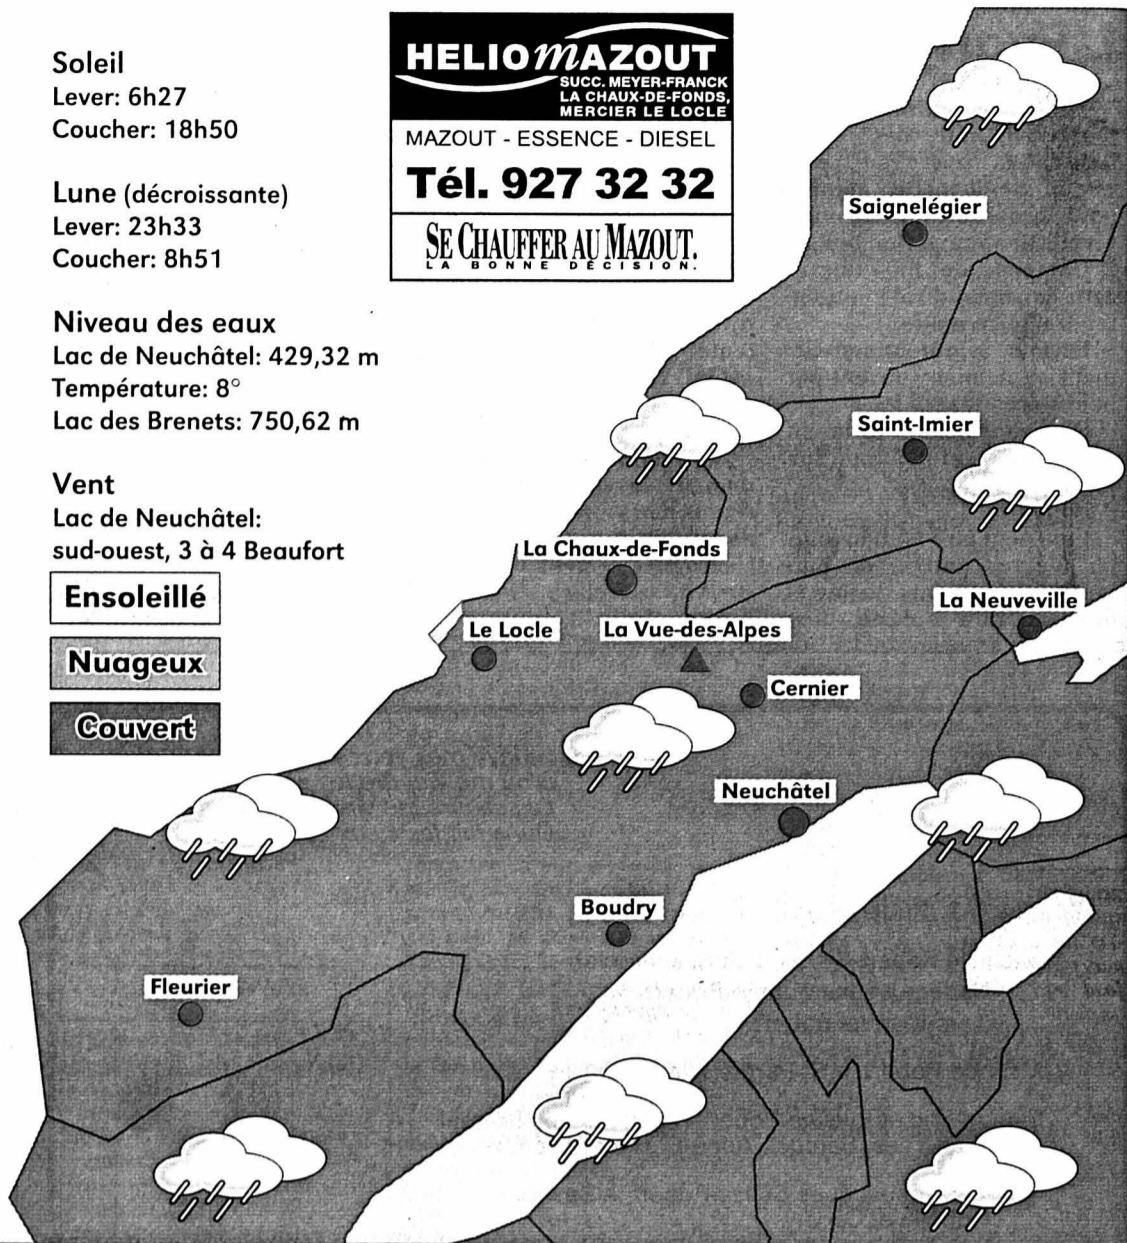 Soleil
Lever: 6h27
Coucher: 18h50
Lune (décroissante)
Lever: 23h33
Coucher: 8h51
Niveau des eaux
Lac de Neuchâtel: 429,32 m
Température: 8°
Lac des Brenets: 750,62 m
Vent
Lac de Neuchâtel:
sud-ouest, 3 à 4 Beaufort
Ensoleillé
Nuageux
Couvert
HELIOMAZOUT
SUCC. MEYER-FRANCK
LA CHAUX-DE-FONDS,
MERCIER LE LOCLE
MAZOUT - ESSENCE - DIESEL
Tél. 927 32 32
SE CHAUFFER AU MAZOUT.
LA BONNE DÉCISION.
Saignelégier
Saint-Imier
La Chaux-de-Fonds
La Neuveville
Le Locle
La Vue-des-Alpes
Cernier
Neuchâtel
Boudry
Fleurier